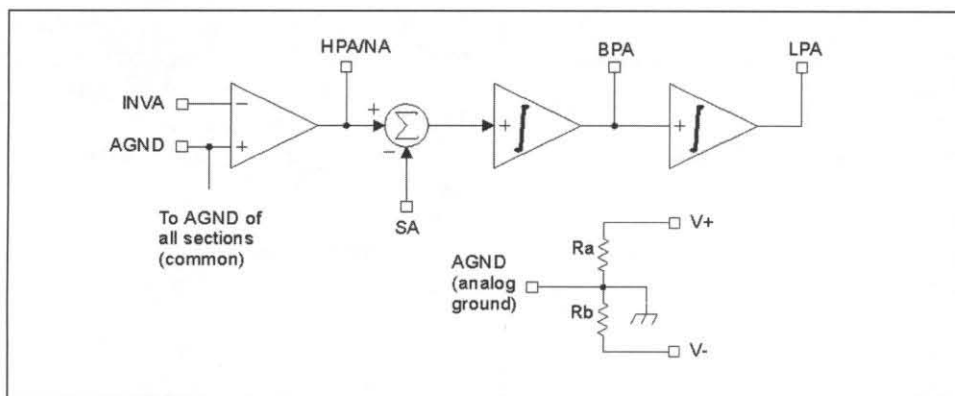 HPA/NA
BPA
LPA
INVA
−
+
+
+
AGND
+
−
Σ
∫
∫
To AGND of
all sections
(common)
SA
V+
Ra
AGND
(analog
ground)
Rb
V-